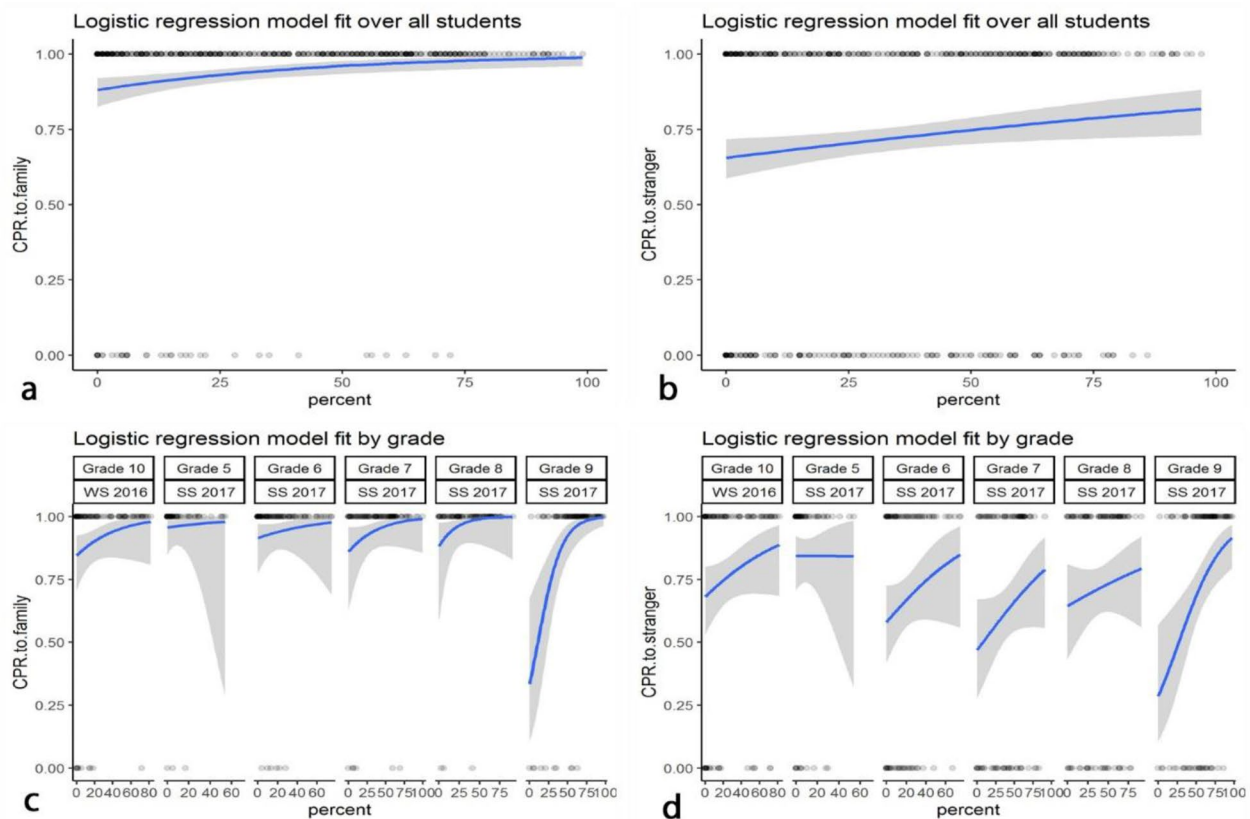 Logistic regression model fit over all students
1.00
0.75
0.50
0.25
0.00
CPR.to.family
0 25 50 75 100
percent
a
Logistic regression model fit over all students
1.00
0.75
0.50
0.25
0.00
CPR.to.stranger
0 25 50 75 100
percent
b
Logistic regression model fit by grade
Grade 10 Grade 5 Grade 6 Grade 7 Grade 8 Grade 9
WS 2016 SS 2017 SS 2017 SS 2017 SS 2017 SS 2017
1.00
0.75
0.50
0.25
0.00
CPR.to.family
0 20 40 60 80 0 20 40 60 0 20 40 60 0 25 50 75 100 0 25 50 75 0 25 50 75 100
percent
c
Logistic regression model fit by grade
Grade 10 Grade 5 Grade 6 Grade 7 Grade 8 Grade 9
WS 2016 SS 2017 SS 2017 SS 2017 SS 2017 SS 2017
1.00
0.75
0.50
0.25
0.00
CPR.to.stranger
0 20 40 60 80 0 20 40 60 0 20 40 60 0 25 50 75 100 0 25 50 75 0 25 50 75 100
percent
d